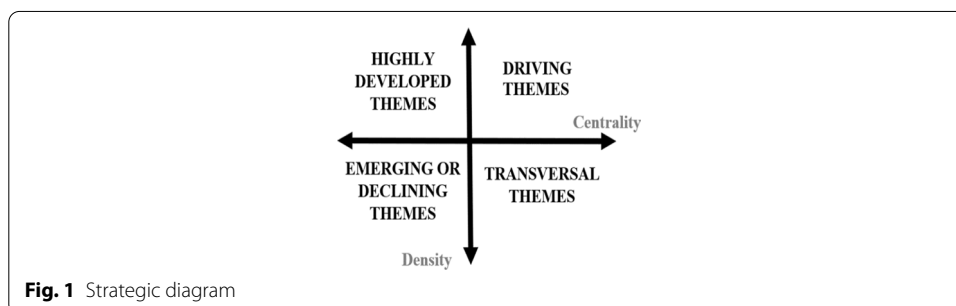 HIGHLY
DEVELOPED
THEMES
DRIVING
THEMES
Centrality
EMERGING OR
DECLINING
THEMES
TRANSVERSAL
THEMES
Density
Fig. 1 Strategic diagram